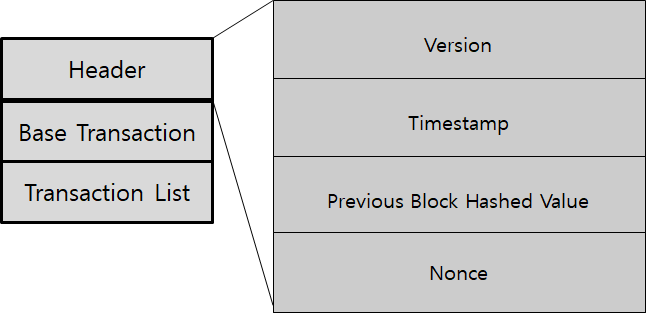 Header
Base Transaction
Transaction List
Version
Timestamp
Previous Block Hashed Value
Nonce